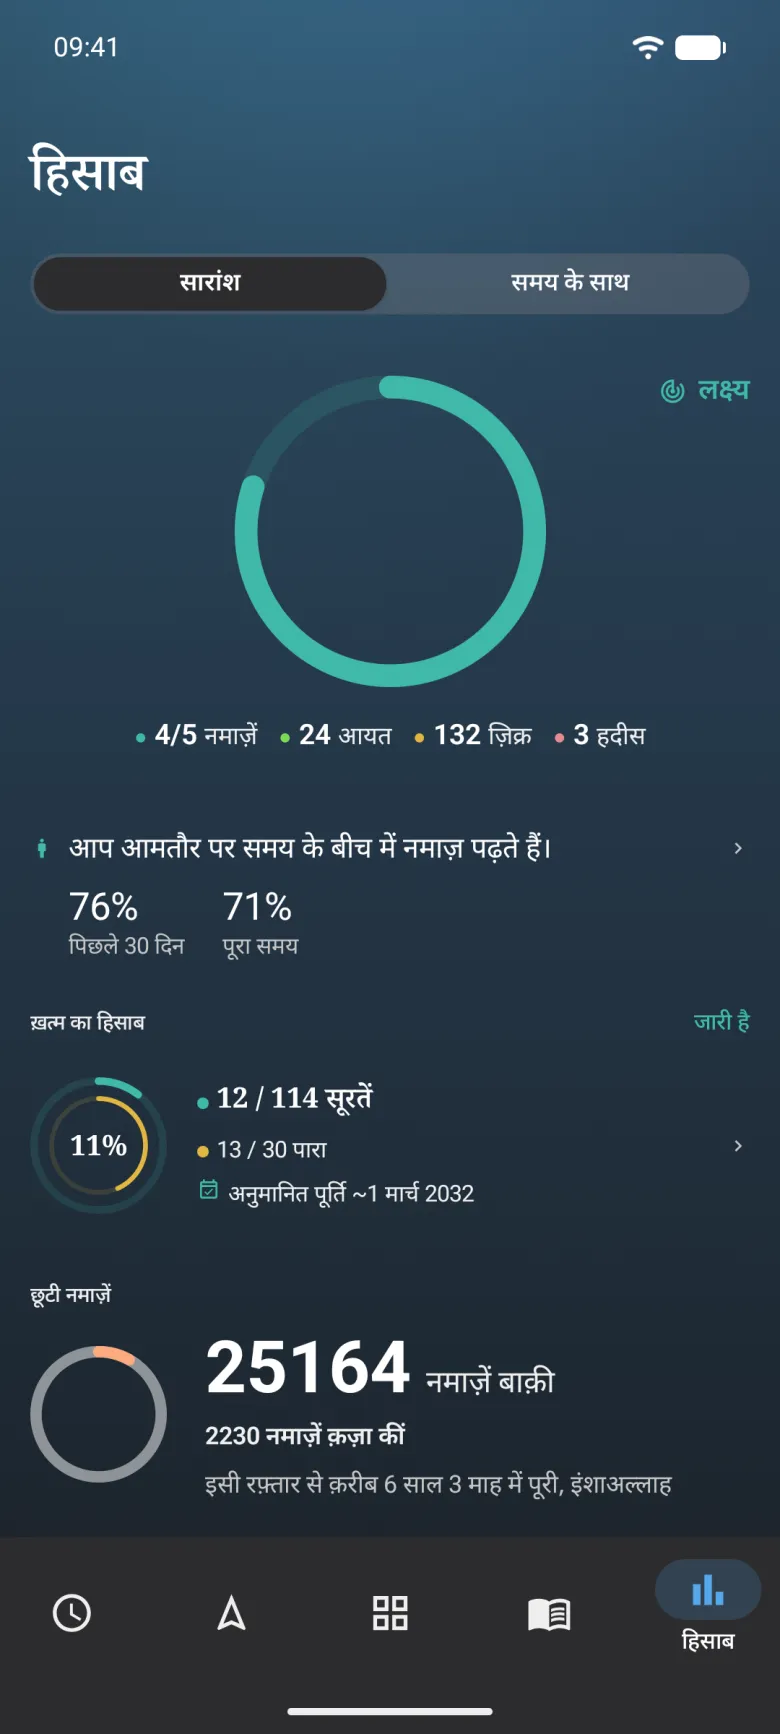 09:41
हिसाब
सारांश
समय के साथ
लक्ष्य
4/5 नमाज़ें 24 आयत 132 ज़िक्र 3 हदीस
आप आमतौर पर समय के बीच में नमाज़ पढ़ते हैं।
76% 71%
पिछले 30 दिन पूरा समय
ख़त्म का हिसाब जारी है
12 / 114 सूरतें
11%
13 / 30 पारा
अनुमानित पूर्ति ~1 मार्च 2032
छूटी नमाज़ें
25164 नमाज़ें बाक़ी
2230 नमाज़ें क़ज़ा कीं
इसी रफ़्तार से क़रीब 6 साल 3 माह में पूरी, इंशाअल्लाह
हिसाब